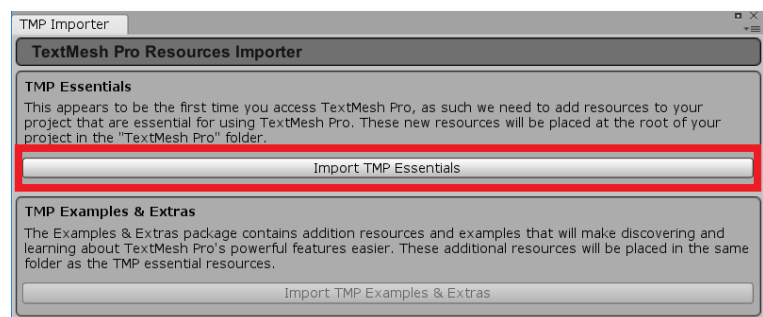 TMP Importer
TextMesh Pro Resources Importer
TMP Essentials
This appears to be the first time you access TextMesh Pro, as such we need to add resources to your
project that are essential for using TextMesh Pro. These new resources will be placed at the root of your
project in the "TextMesh Pro" folder.
Import TMP Essentials
TMP Examples & Extras
The Examples & Extras package contains addition resources and examples that will make discovering and
learning about TextMesh Pro's powerful features easier. These additional resources will be placed in the same
folder as the TMP essential resources.
Import TMP Examples & Extras